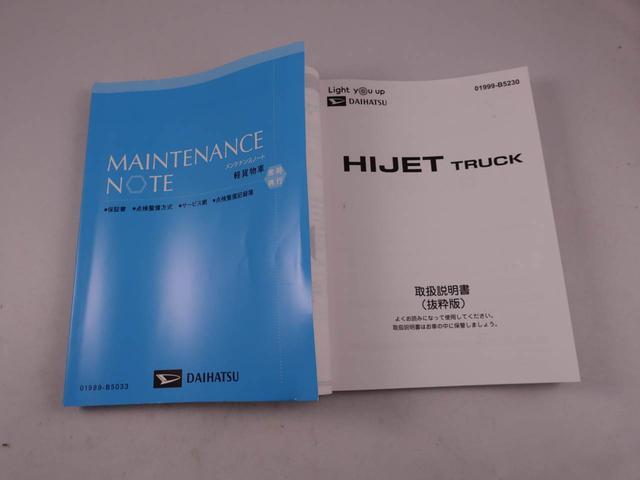 MAINTENANCE
NOTE
メンテナンスノート
軽貨物車
●保証書 ●点検整備方式 ●サービス網 ●点検整備記録簿
DAIHATSU
01999-B5033
Light you up
DAIHATSU
01999-B5230
HIJET TRUCK
取扱説明書
(抜粋版)
よくお読みになって使用してください。
取扱説明書はお車の中に保管しましょう。